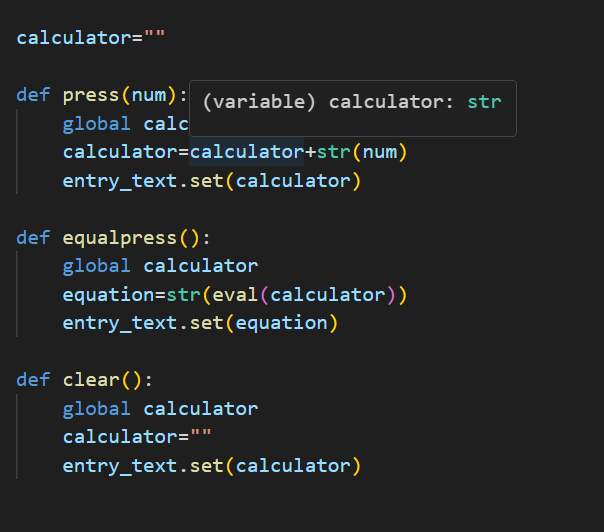 calculator=""
def press(num):
(variable) calculator: str
global calc
calculator=calculator+str(num)
entry_text.set(calculator)
def equalpress():
global calculator
equation=str(eval(calculator))
entry_text.set(equation)
def clear():
global calculator
calculator=""
entry_text.set(calculator)